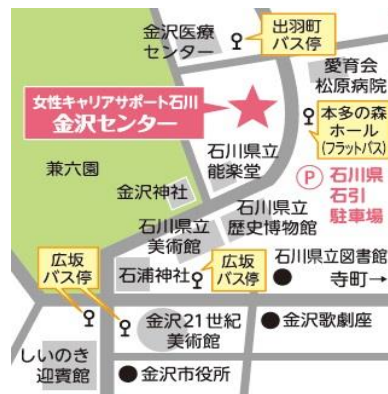 金沢医療
センター
出羽町
バス停
愛育会
松原病院
女性キャリアサポート石川
金沢センター
本多の森
ホール
(フラットバス)
兼六園
石川県立
能楽堂
P
石川県
石引
駐車場
金沢神社
石川県立
美術館
石川県立
歴史博物館
広坂
バス停
石浦神社
広坂
バス停
石川県立図書館
寺町→
金沢21世紀
美術館
金沢歌劇座
しいのき
迎賓館
金沢市役所